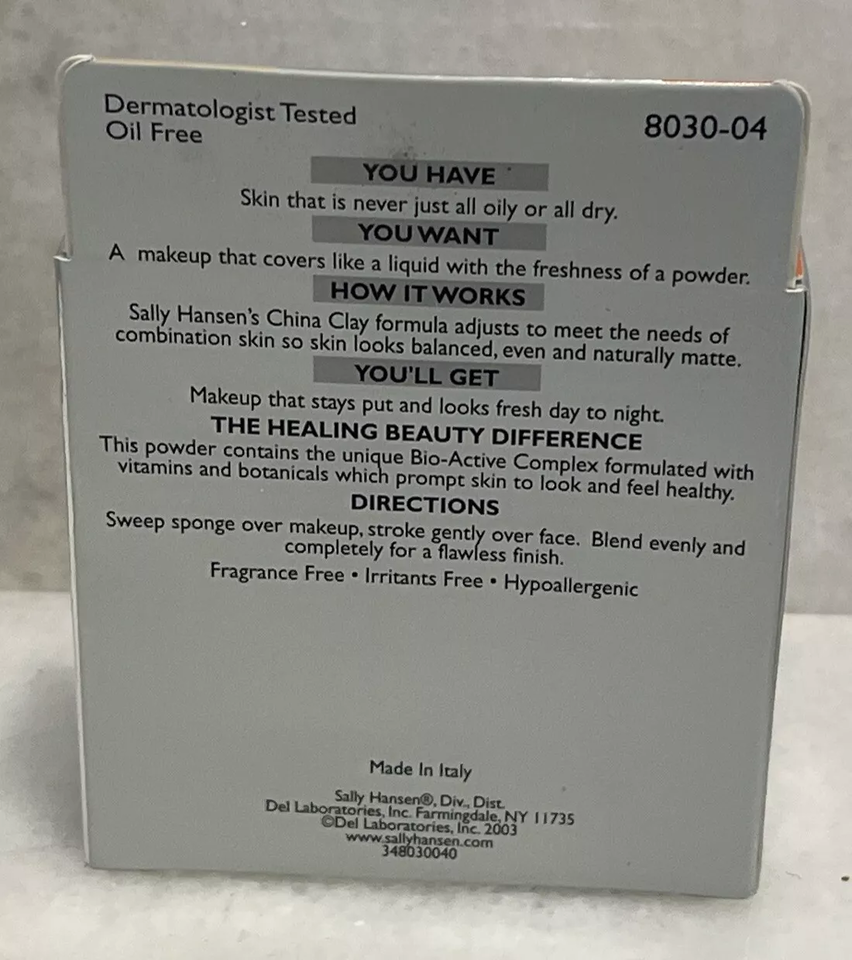 Dermatologist Tested
Oil Free
8030-04
YOU HAVE
Skin that is never just all oily or all dry.
YOU WANT
A makeup that covers like a liquid with the freshness of a powder.
HOW IT WORKS
Sally Hansen's China Clay formula adjusts to meet the needs of
combination skin so skin looks balanced, even and naturally matte.
YOU'LL GET
Makeup that stays put and looks fresh day to night.
THE HEALING BEAUTY DIFFERENCE
This powder contains the unique Bio-Active Complex formulated with
vitamins and botanicals which prompt skin to look and feel healthy.
DIRECTIONS
Sweep sponge over makeup, stroke gently over face. Blend evenly and
completely for a flawless finish.
Fragrance Free • Irritants Free • Hypoallergenic
Made In Italy
Sally Hansen®, Div., Dist.
Del Laboratories, Inc. Farmingdale, NY 11735
©Del Laboratories, Inc. 2003
www.sallyhansen.com
348030040